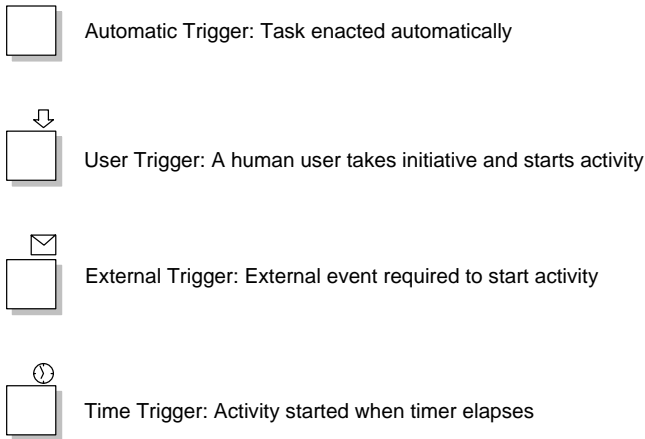 Automatic Trigger: Task enacted automatically
User Trigger: A human user takes initiative and starts activity
External Trigger: External event required to start activity
Time Trigger: Activity started when timer elapses